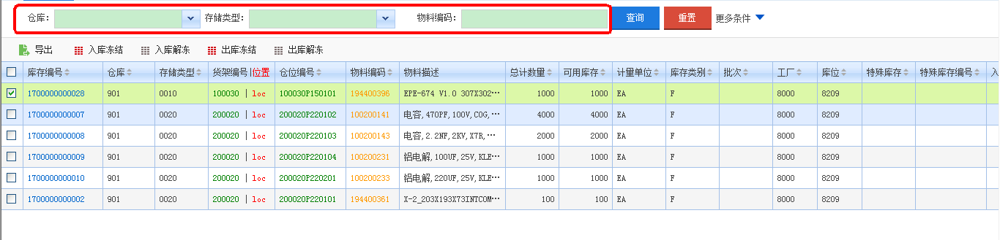 仓库： 存储类型： 物料编码： 查询 重置 更多条件
导出 入库冻结 入库解冻 出库冻结 出库解冻
库存编号 仓库 存储类型 货架编号|位置 仓位编号 物料编码 物料描述 总计数量 可用库存 计量单位 库存类别 批次 工厂 库位 特殊库存 特殊库存编号 入
1700000000028 901 0010 100030 | loc 100030P150101 194400396 EPE-674 V1.0 307X302··· 1000 1000 EA F 8000 8209
1700000000007 901 0020 200020 | loc 200020P220102 100200141 电容,470PF,100V,COG,··· 4000 4000 EA F 8000 8209
1700000000008 901 0020 200020 | loc 200020P220103 100200143 电容,2.2NF,2KV,X7R,··· 2000 2000 EA F 8000 8209
1700000000009 901 0020 200020 | loc 200020P220104 100200231 铝电解,100UF,25V,KLE··· 1000 1000 EA F 8000 8209
1700000000010 901 0020 200020 | loc 200020P220201 100200233 铝电解,220UF,25V,KLE··· 1000 1000 EA F 8000 8209
1700000000002 901 0020 200020 | loc 200020P220101 194400361 X-2_203X193X73INTCOM··· 100 100 EA F 8000 8209